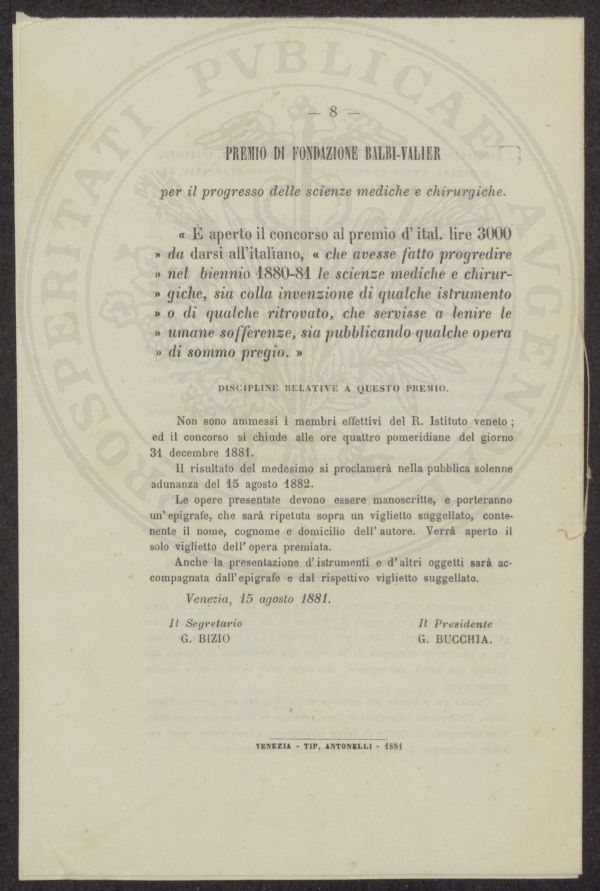 — 8 —
PREMIO DI FONDAZIONE BALBI-VALIER
per il progresso delle scienze mediche e chirurgiche.
« E aperto il concorso al premio d' ital. lire 3000
» da darsi all'italiano, « che avesse fatto progredire
» nel biennio 1880-81 le scienze mediche e chirur-
» giche, sia colla invenzione di qualche istrumento
» o di qualche ritrovato, che servisse a lenire le
» umane sofferenze, sia pubblicando qualche opera
» di sommo pregio. »
DISCIPLINE RELATIVE A QUESTO PREMIO.
Non sono ammessi i membri effettivi del R. Istituto veneto ;
ed il concorso si chiude alle ore quattro pomeridiane del giorno
31 decembre 1881.
Il risultato del medesimo si proclamerà nella pubblica solenne
adunanza del 15 agosto 1882.
Le opere presentate devono essere manoscritte, e porteranno
un' epigrafe, che sarà ripetuta sopra un viglietto suggellato, conte-
nente il nome, cognome e domicilio dell' autore. Verrà aperto il
solo viglietto dell' opera premiata.
Anche la presentazione d' istrumenti e d' altri oggetti sarà ac-
compagnata dall' epigrafe e dal rispettivo viglietto suggellato.
Venezia, 15 agosto 1881.
Il Segretario
G. BIZIO
Il Presidente
G. BUCCHIA.
VENEZIA - TIP. ANTONELLI - 1881
PROSPERITATI PVBLICAE AVGENDAE